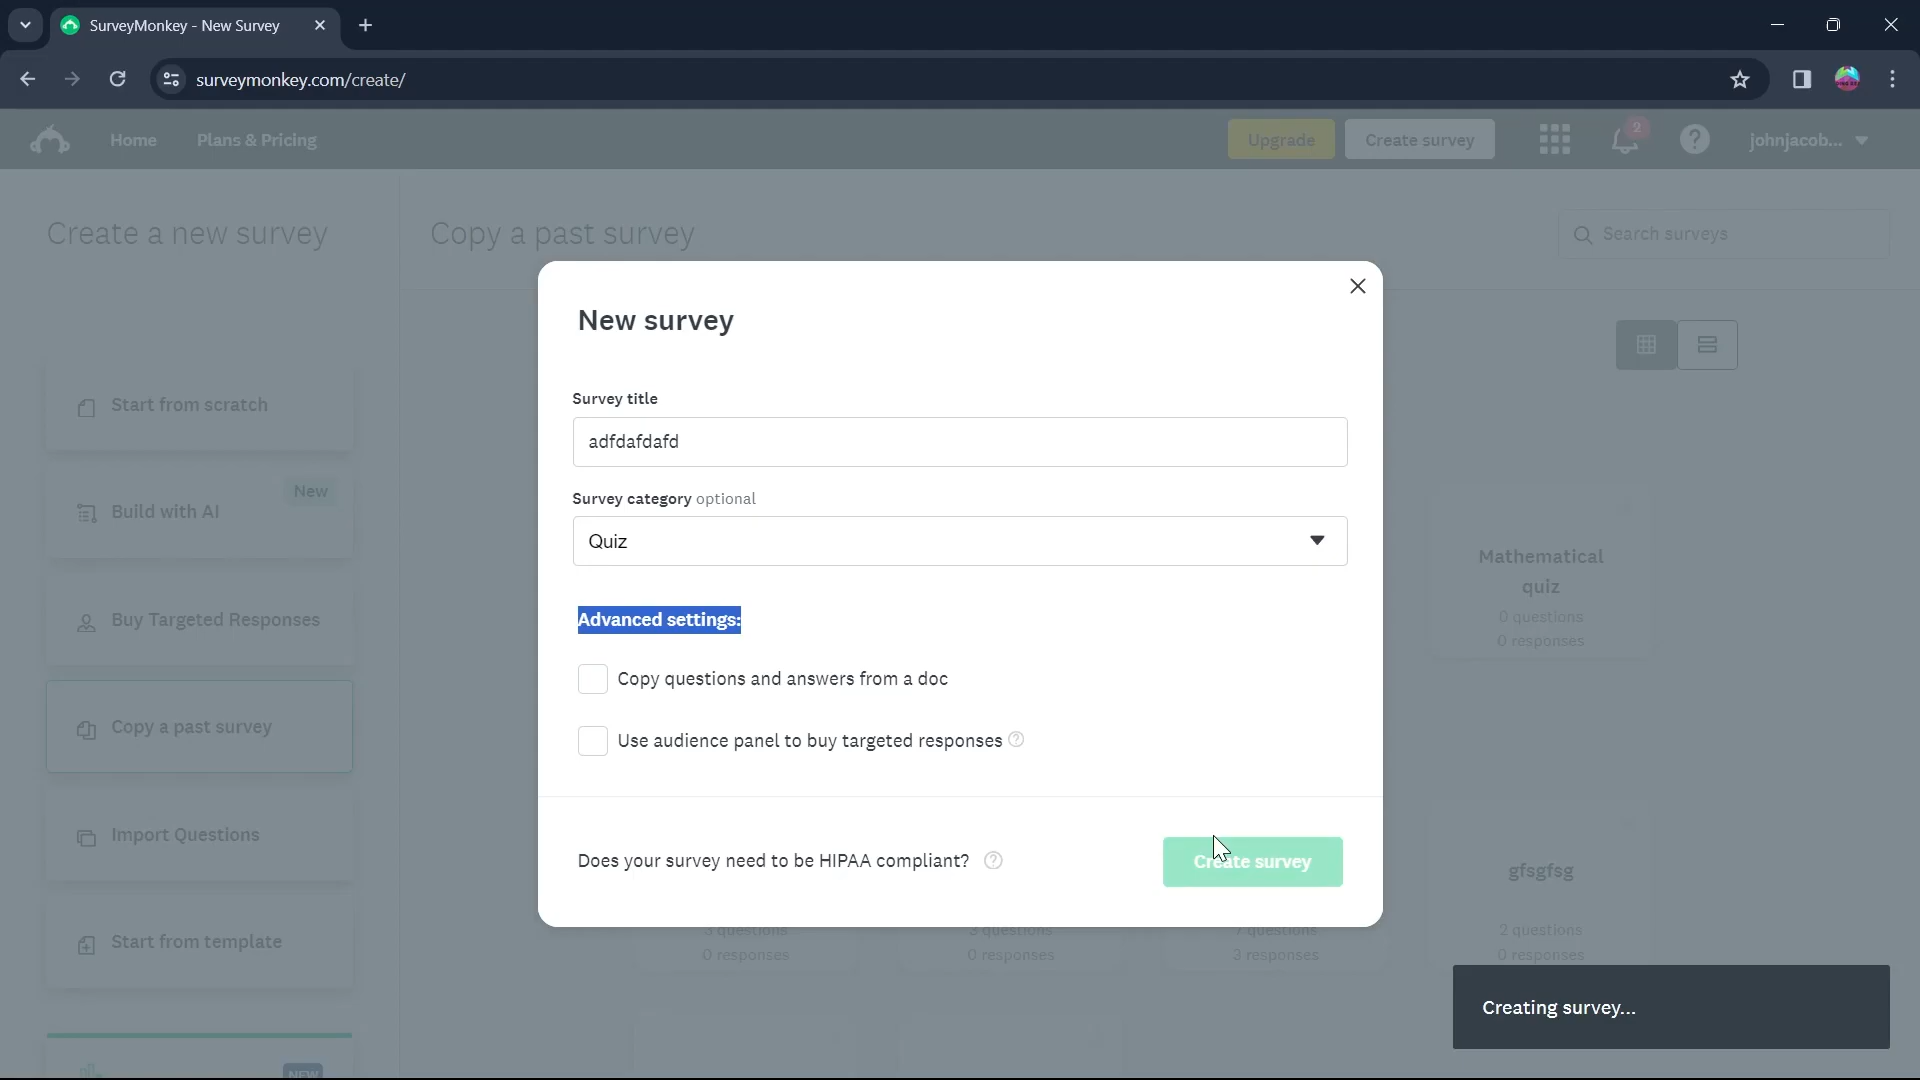 SurveyMonkey - New Survey
surveymonkey.com/create/
Home
Plans & Pricing
Upgrade
Create survey
2
johnjacob...
Create a new survey
Copy a past survey
Search surveys
Start from scratch
New
Build with AI
Buy Targeted Responses
Copy a past survey
Import Questions
Start from template
NEW
New survey
Survey title
adfdafdafd
Survey category optional
Quiz
Advanced settings:
Copy questions and answers from a doc
Use audience panel to buy targeted responses
Does your survey need to be HIPAA compliant?
Create survey
Mathematical
quiz
0 questions
0 responses
gfsgfsg
3 questions
0 responses
3 questions
0 responses
7 questions
3 responses
2 questions
0 responses
Creating survey...